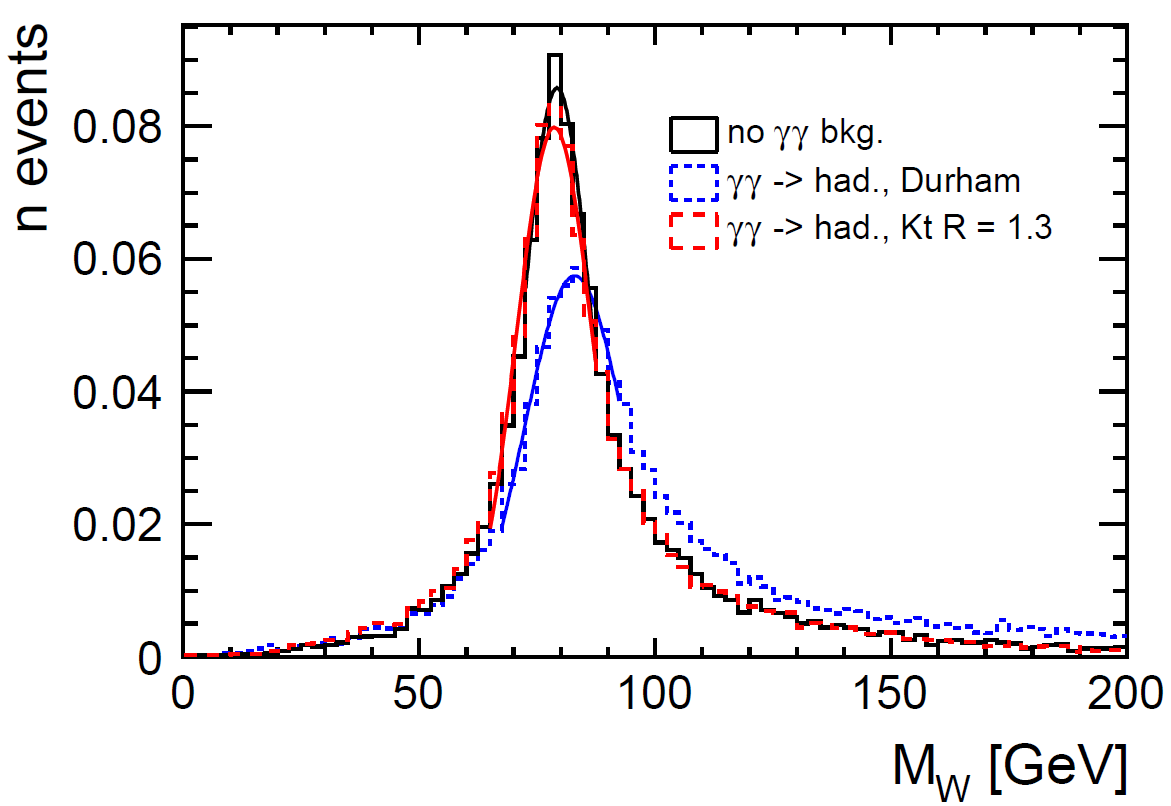 n events
0.08
0.06
0.04
0.02
0
0
50
100
150
200
M_W [GeV]
no γγ bkg.
γγ -> had., Durham
γγ -> had., Kt R = 1.3